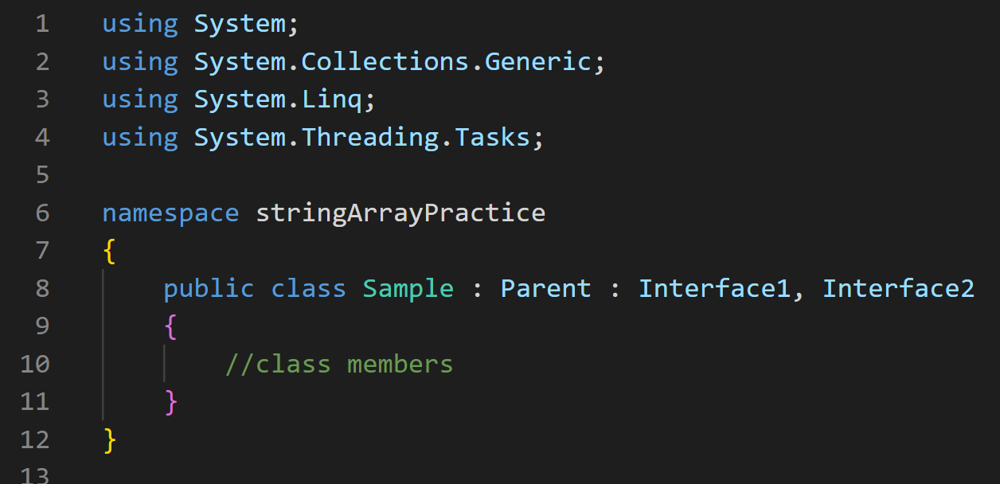 1 using System;
2 using System.Collections.Generic;
3 using System.Linq;
4 using System.Threading.Tasks;
5
6 namespace stringArrayPractice
7 {
8 public class Sample : Parent : Interface1, Interface2
9 {
10 //class members
11 }
12 }
13